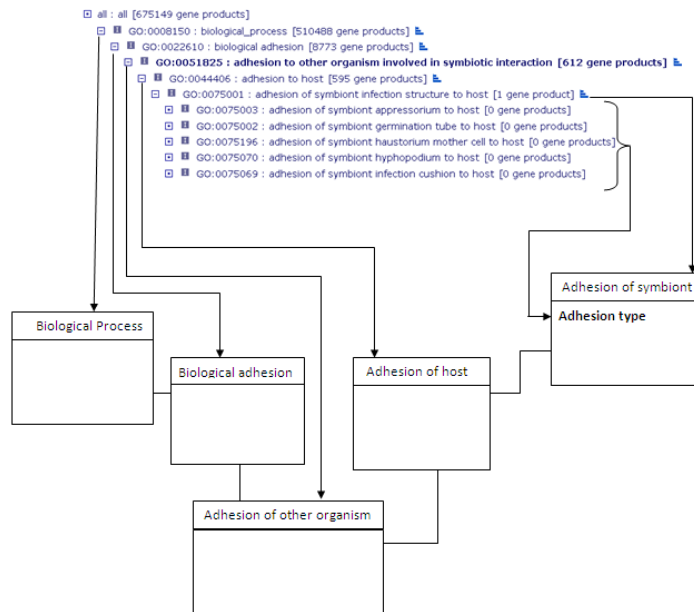 all : all [675149 gene products]
GO:0008150 : biological_process [510488 gene products]
GO:0022610 : biological adhesion [8773 gene products]
GO:0051825 : adhesion to other organism involved in symbiotic interaction [612 gene products]
GO:0044406 : adhesion to host [595 gene products]
GO:0075001 : adhesion of symbiont infection structure to host [1 gene product]
GO:0075003 : adhesion of symbiont appressorium to host [0 gene products]
GO:0075002 : adhesion of symbiont germination tube to host [0 gene products]
GO:0075196 : adhesion of symbiont haustorium mother cell to host [0 gene products]
GO:0075070 : adhesion of symbiont hyphopodium to host [0 gene products]
GO:0075069 : adhesion of symbiont infection cushion to host [0 gene products]
Adhesion of symbiont
Adhesion type
Biological Process
Biological adhesion
Adhesion of host
Adhesion of other organism